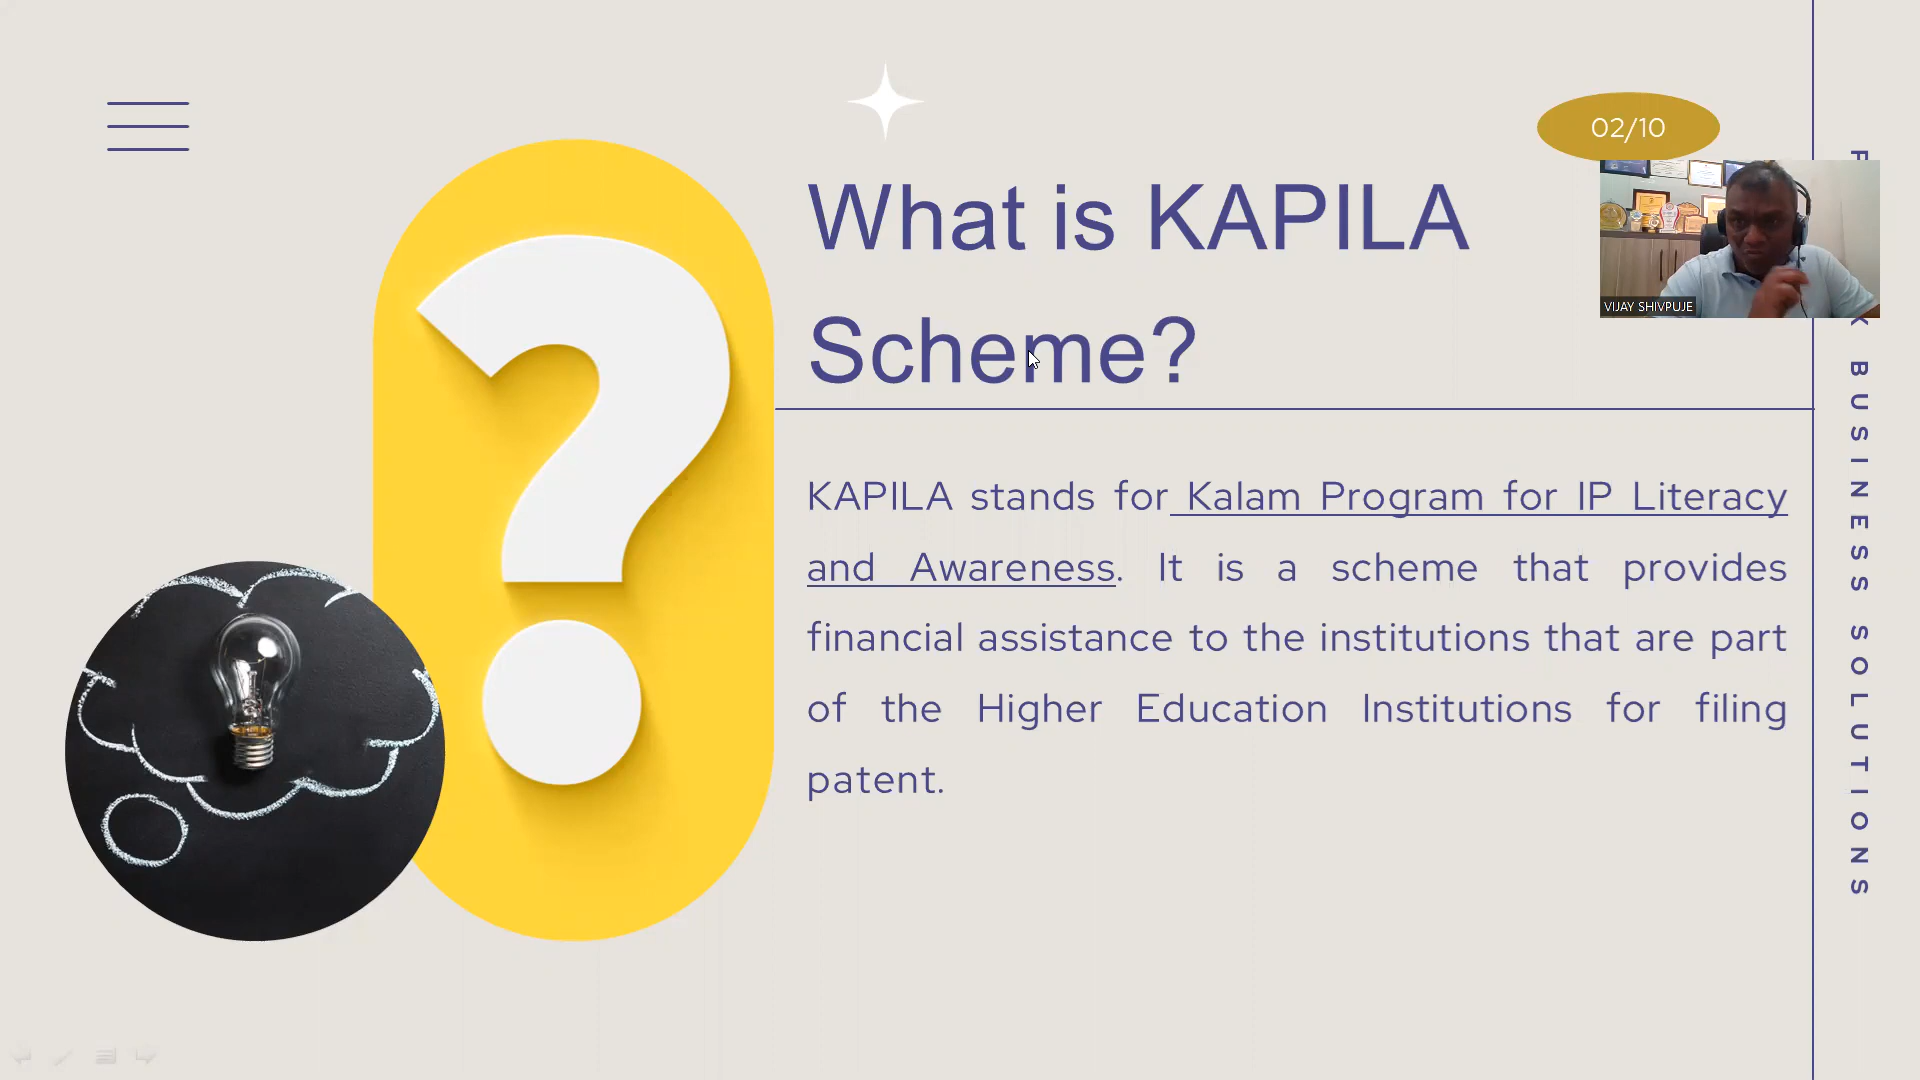 02/10
What is KAPILA
Scheme?
VIJAY SHIVPUJE
KAPILA stands for Kalam Program for IP Literacy
and Awareness. It is a scheme that provides
financial assistance to the institutions that are part
of the Higher Education Institutions for filing
patent.
BUSINESS SOLUTIONS